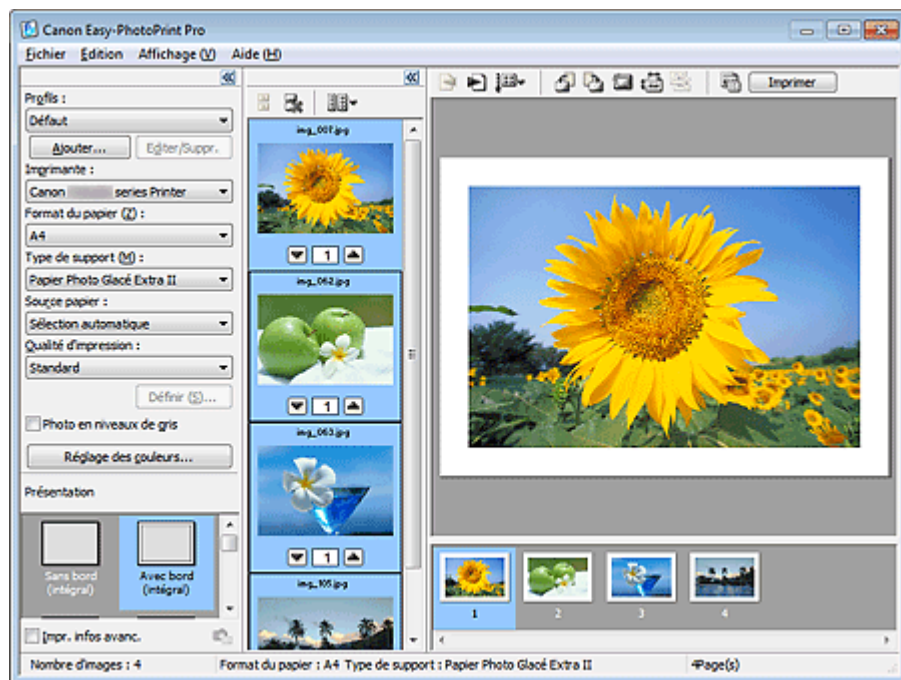 Canon Easy-PhotoPrint Pro
Fichier Édition Affichage (V) Aide (H)
Profils :
Défaut
Ajouter... Editer/Suppr.
Imprimante :
Canon series Printer
Format du papier (Z) :
A4
Type de support (M) :
Papier Photo Glacé Extra II
Source papier :
Sélection automatique
Qualité d'impression :
Standard
Définir (S)...
Photo en niveaux de gris
Réglage des couleurs...
Présentation
Sans bord
(intégral)
Avec bord
(intégral)
Impr. infos avanc.
img_007.jpg
1
img_062.jpg
1
img_063.jpg
1
img_105.jpg
Imprimer
1 2 3 4
Nombre d'images : 4 Format du papier : A4 Type de support : Papier Photo Glacé Extra II 4Page(s)